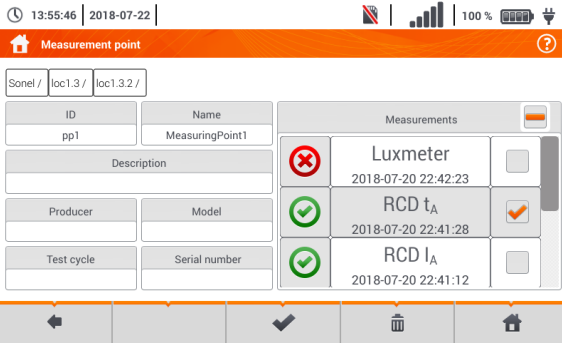 13:55:46 2018-07-22 100 %
Measurement point ?
Sonel / loc1.3 / loc1.3.2 /
ID Name
pp1 MeasuringPoint1
Description
Producer Model
Test cycle Serial number
Measurements
Luxmeter
2018-07-20 22:42:23
RCD tA
2018-07-20 22:41:28
RCD IA
2018-07-20 22:41:12